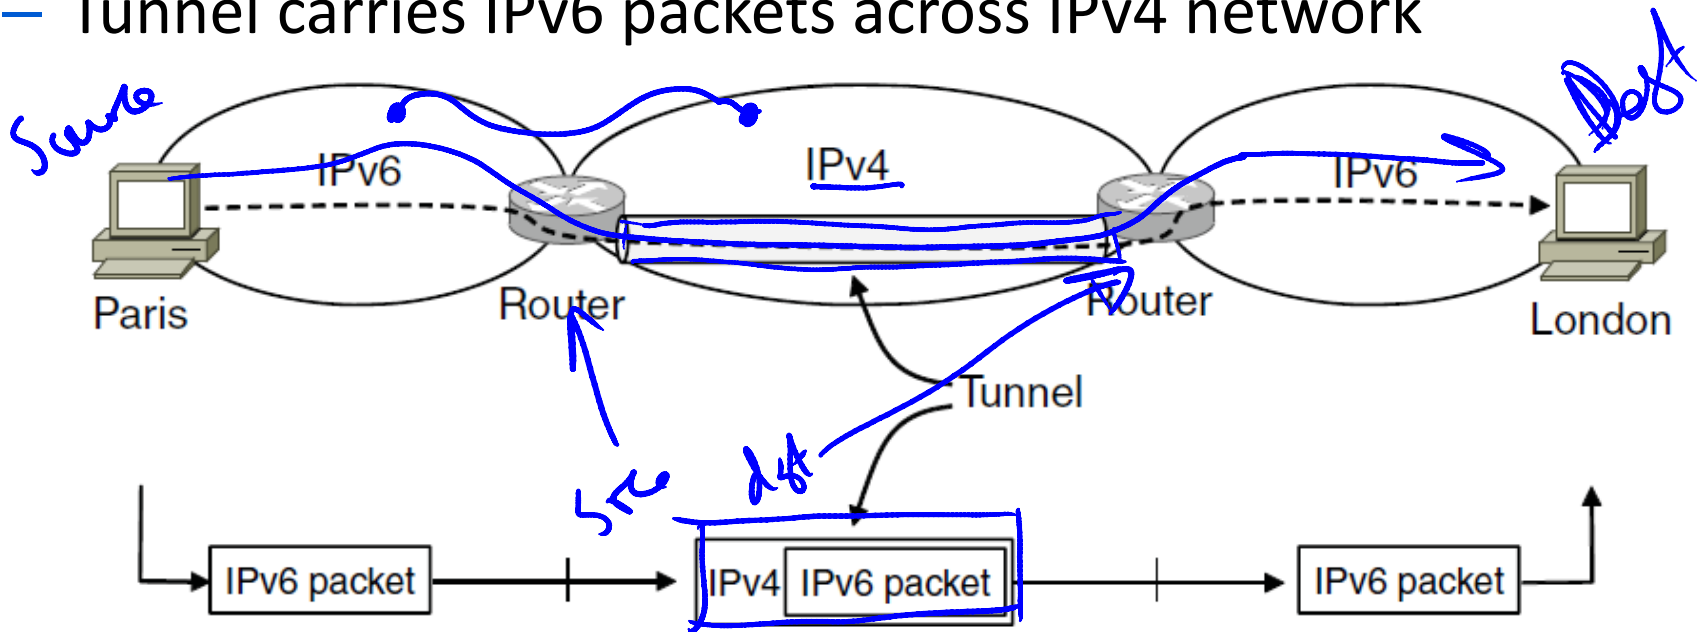 – Tunnel carries IPv6 packets across IPv4 network
Source
Dest
IPv6
IPv4
IPv6
Paris
Router
Router
London
Tunnel
dst
IPv6 packet
IPv4
IPv6 packet
IPv6 packet